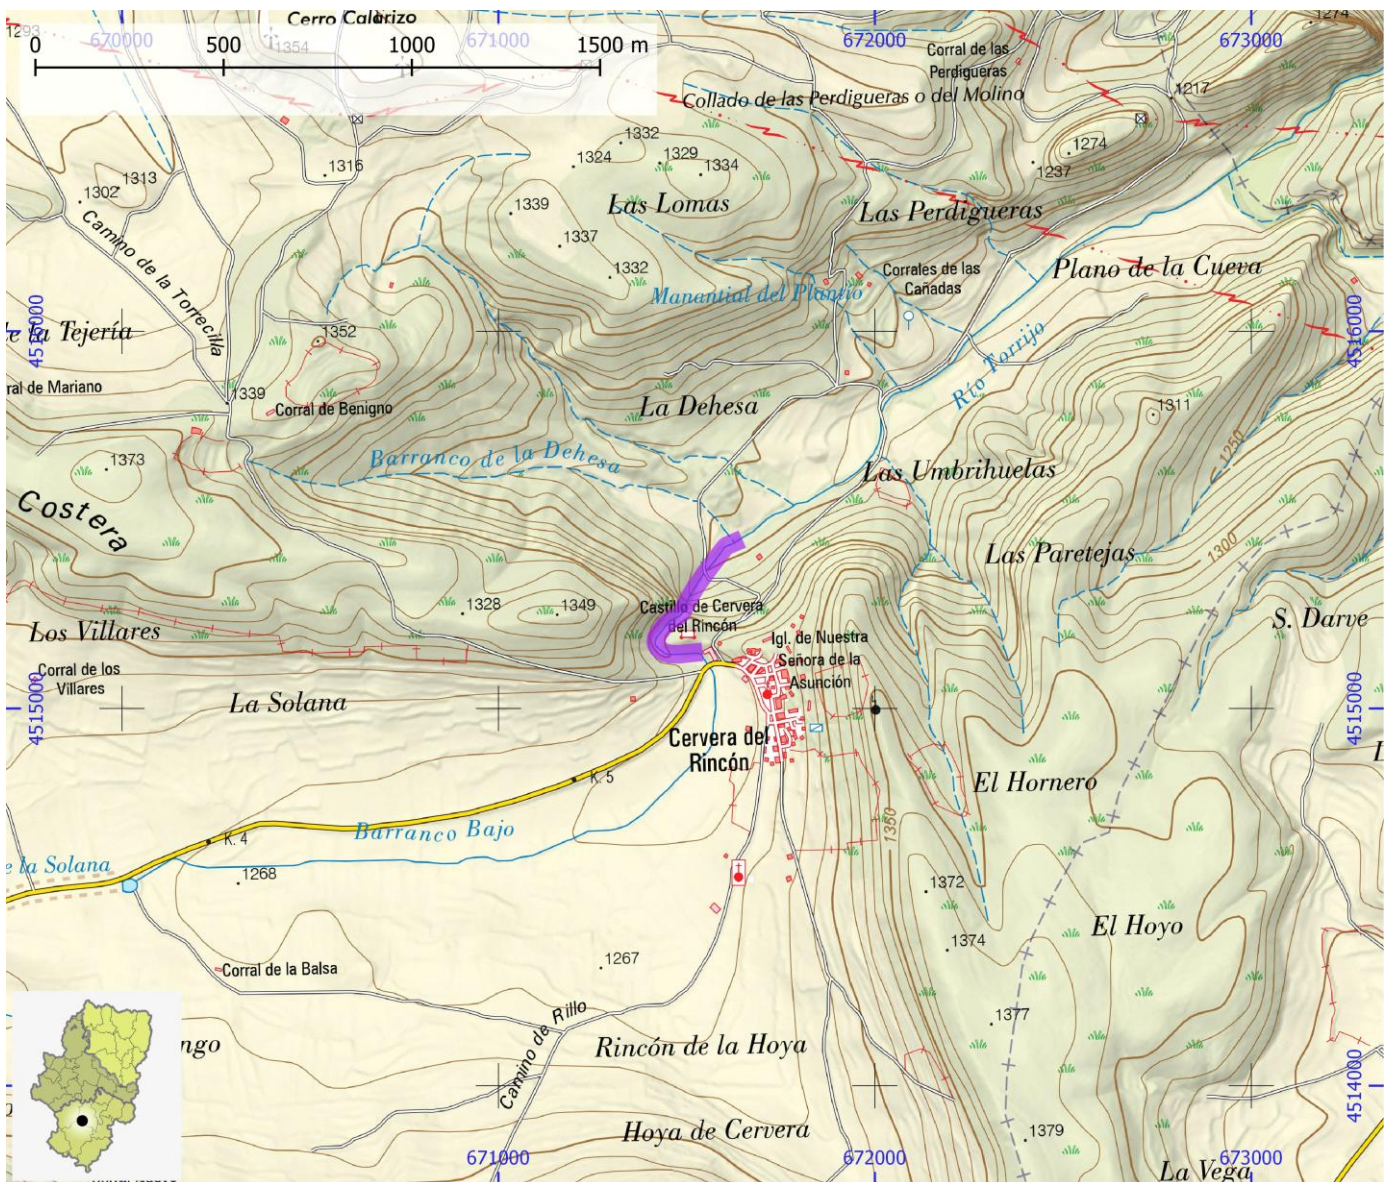 Cerro Calarizo
1274
1293
670000
671000
672000
673000
0
500
1000
1500 m
1354
Corral de las
Perdigueras
1217
Collado de las Perdigueras o del Molino
1332
1324
1329
1334
1274
1237
1316
1313
1302
Camino de la Torrecilla
1339
Las Lomas
Las Perdigueras
1337
1332
Corrales de las
Cañadas
Plano de la Cueva
Manantial del Plantío
4516000
4516000
e la Tejería
1352
Río Torrijo
ral de Mariano
1339
Corral de Benigno
La Dehesa
1311
1250
Barranco de la Dehesa
Las Umbrihuelas
1373
Costera
Las Paretejas
1300
1328
1349
Castillo de Cervera
del Rincón
S. Darve
Los Villares
Igl. de Nuestra
Señora de la
Asunción
Corral de los
Villares
La Solana
4515000
4515000
Cervera del
Rincón
K. 5
El Hornero
Barranco Bajo
1350
K. 4
e la Solana
1268
1372
El Hoyo
1374
1267
Corral de la Balsa
Camino de Rillo
1377
ngo
Rincón de la Hoya
4514000
Hoya de Cervera
1379
671000
672000
673000
La Vega